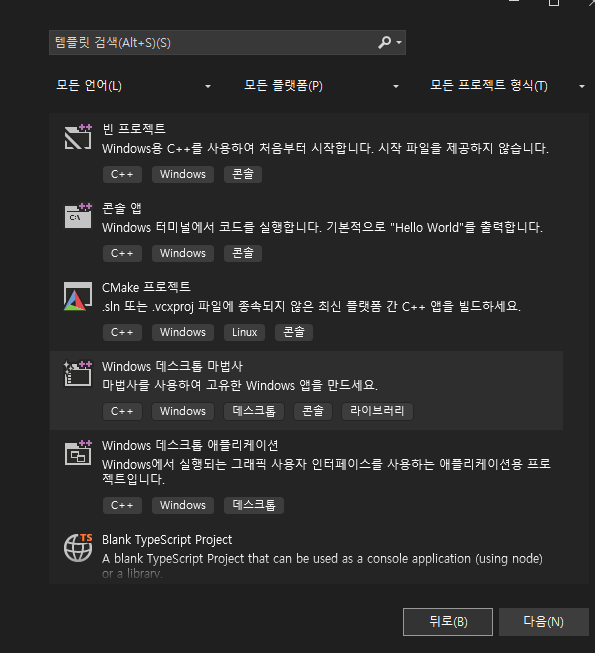 템플릿 검색(Alt+S)(S)
모든 언어(L) 모든 플랫폼(P) 모든 프로젝트 형식(T)
++
빈 프로젝트
Windows용 C++를 사용하여 처음부터 시작합니다. 시작 파일을 제공하지 않습니다.
C++ Windows 콘솔
++
C:\
콘솔 앱
Windows 터미널에서 코드를 실행합니다. 기본적으로 "Hello World"를 출력합니다.
C++ Windows 콘솔
CMake 프로젝트
.sln 또는 .vcxproj 파일에 종속되지 않은 최신 플랫폼 간 C++ 앱을 빌드하세요.
C++ Windows Linux 콘솔
++
Windows 데스크톱 마법사
마법사를 사용하여 고유한 Windows 앱을 만드세요.
C++ Windows 데스크톱 콘솔 라이브러리
++
Windows 데스크톱 애플리케이션
Windows에서 실행되는 그래픽 사용자 인터페이스를 사용하는 애플리케이션용 프로
젝트입니다.
C++ Windows 데스크톱
TS
Blank TypeScript Project
A blank TypeScript Project that can be used as a console application (using node)
or a library.
뒤로(B) 다음(N)